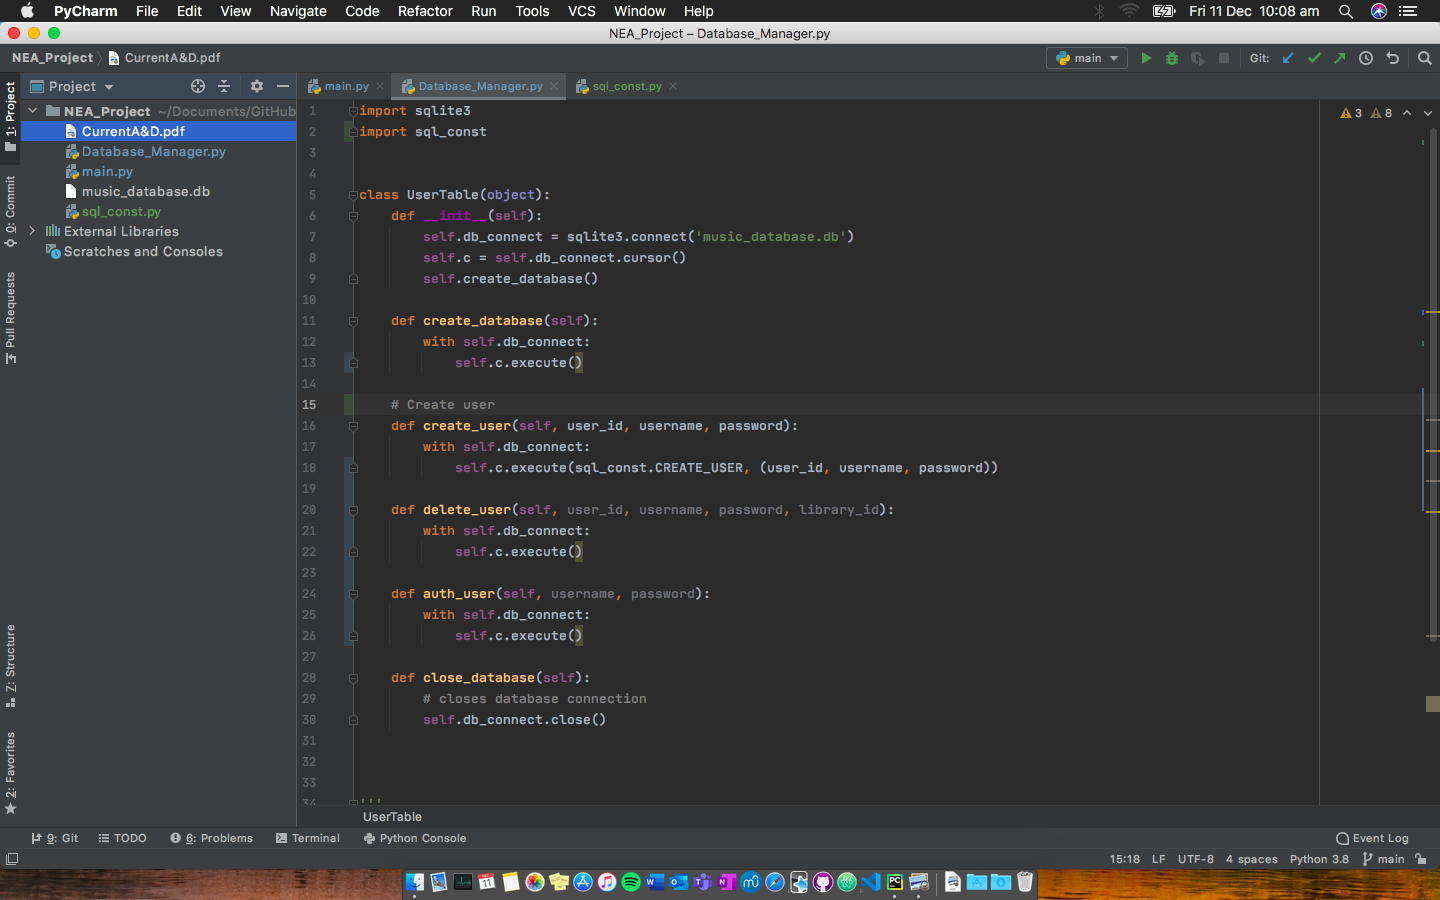 PyCharm File Edit View Navigate Code Refactor Run Tools VCS Window Help Fri 11 Dec 10:08 am
NEA_Project – Database_Manager.py
NEA_Project CurrentA&D.pdf main Git:
Project main.py Database_Manager.py sql_const.py
1: Project
0: Commit
Pull Requests
7: Structure
2: Favorites
NEA_Project ~/Documents/GitHub
CurrentA&D.pdf
Database_Manager.py
main.py
music_database.db
sql_const.py
External Libraries
Scratches and Consoles
3 8
1 import sqlite3
2 import sql_const
3
4
5 class UserTable(object):
6 def __init__(self):
7 self.db_connect = sqlite3.connect('music_database.db')
8 self.c = self.db_connect.cursor()
9 self.create_database()
10
11 def create_database(self):
12 with self.db_connect:
13 self.c.execute()
14
15 # Create user
16 def create_user(self, user_id, username, password):
17 with self.db_connect:
18 self.c.execute(sql_const.CREATE_USER, (user_id, username, password))
19
20 def delete_user(self, user_id, username, password, library_id):
21 with self.db_connect:
22 self.c.execute()
23
24 def auth_user(self, username, password):
25 with self.db_connect:
26 self.c.execute()
27
28 def close_database(self):
29 # closes database connection
30 self.db_connect.close()
31
32
33
34 '''
UserTable
9: Git TODO 6: Problems Terminal Python Console Event Log
15:18 LF UTF-8 4 spaces Python 3.8 main